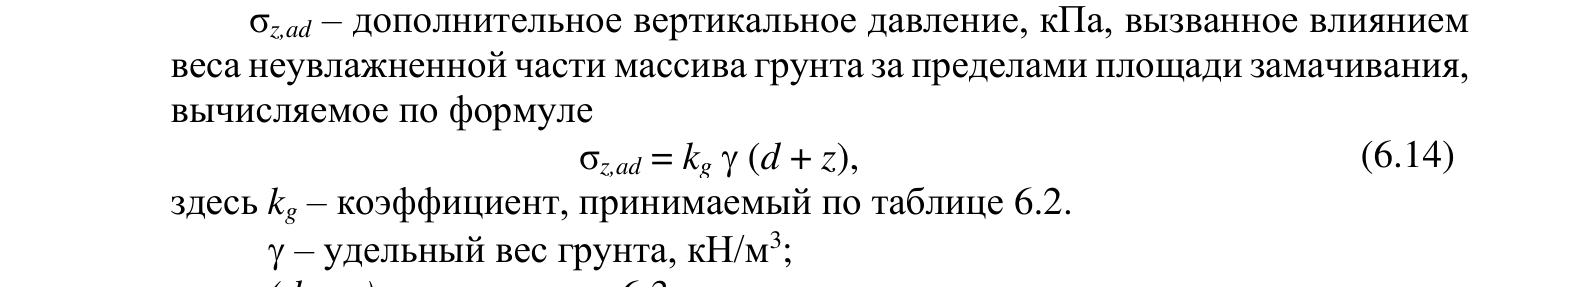 σz,ad – дополнительное вертикальное давление, кПа, вызванное влиянием
веса неувлажненной части массива грунта за пределами площади замачивания,
вычисляемое по формуле
σz,ad = kg γ (d + z), (6.14)
здесь kg – коэффициент, принимаемый по таблице 6.2.
γ – удельный вес грунта, кН/м³;